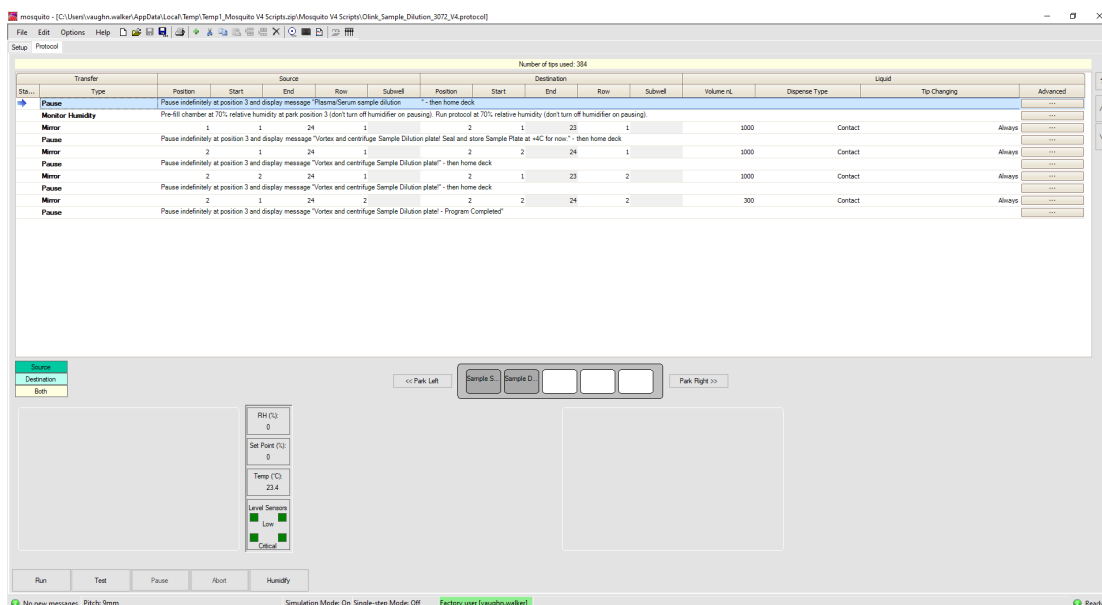 mosquito - [C:\Users\vaughn.walker\AppData\Local\Temp\Temp1_Mosquito V4 Scripts.zip\Mosquito V4 Scripts\Olink_Sample_Dilution_3072_V4.protocol]
File Edit Options Help
Setup Protocol
Number of tips used: 384
Transfer Source Destination Liquid
Sta... Type Position Start End Row Subwell Position Start End Row Subwell Volume nL Dispense Type Tip Changing Advanced
Pause Pause indefinitely at position 3 and display message "Plasma/Serum sample dilution " - then home deck ...
Monitor Humidity Pre-fill chamber at 70% relative humidity at park position 3 (don't turn off humidifier on pausing). Run protocol at 70% relative humidity (don't turn off humidifier on pausing). ...
Mirror 1 1 24 1 2 1 23 1 1000 Contact Always ...
Pause Pause indefinitely at position 3 and display message "Vortex and centrifuge Sample Dilution plate! Seal and store Sample Plate at +4C for now." - then home deck ...
Mirror 2 1 24 1 2 2 24 1 1000 Contact Always ...
Pause Pause indefinitely at position 3 and display message "Vortex and centrifuge Sample Dilution plate!" - then home deck ...
Mirror 2 2 24 1 2 1 23 2 1000 Contact Always ...
Pause Pause indefinitely at position 3 and display message "Vortex and centrifuge Sample Dilution plate!" - then home deck ...
Mirror 2 1 24 2 2 2 24 2 300 Contact Always ...
Pause Pause indefinitely at position 3 and display message "Vortex and centrifuge Sample Dilution plate! - Program Completed" ...
Source
Destination
Both
<< Park Left Sample S... Sample D... Park Right >>
RH (%):
0
Set Point (%):
0
Temp (°C):
23.4
Level Sensors
Low
Critical
Run Test Pause Abort Humidify
No new messages Pitch: 9mm Simulation Mode: On Single-step Mode: Off Factory user [vaughn.walker] Ready